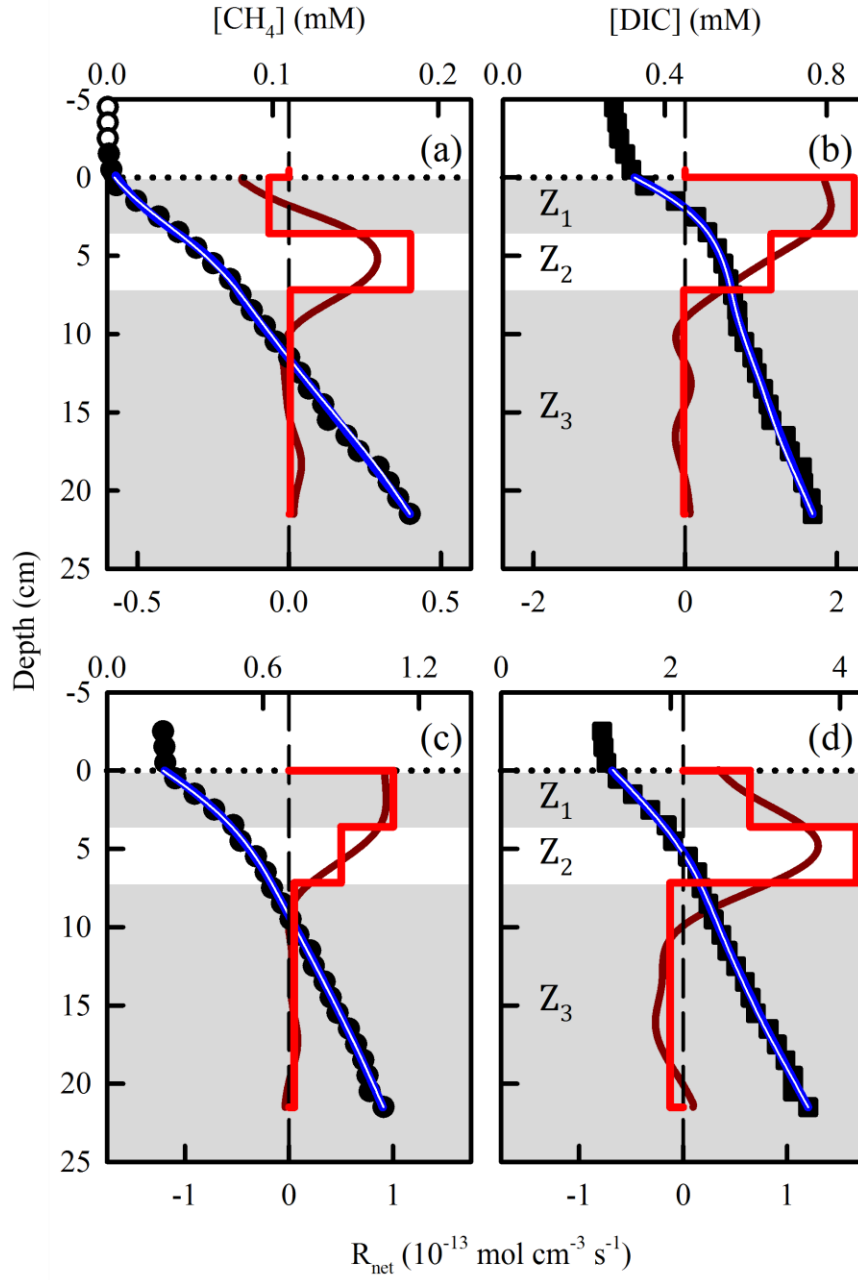 [CH4] (mM) [DIC] (mM)
0.0 0.1 0.2 0.0 0.4 0.8
-5 (a) (b)
0
Z1
5 Z2
10
15 Z3
20
25
-0.5 0.0 0.5 -2 0 2
Depth (cm)
0.0 0.6 1.2 0 2 4
-5 (c) (d)
0
Z1
5 Z2
10
15 Z3
20
25
-1 0 1 -1 0 1
Rnet (10-13 mol cm-3 s-1)